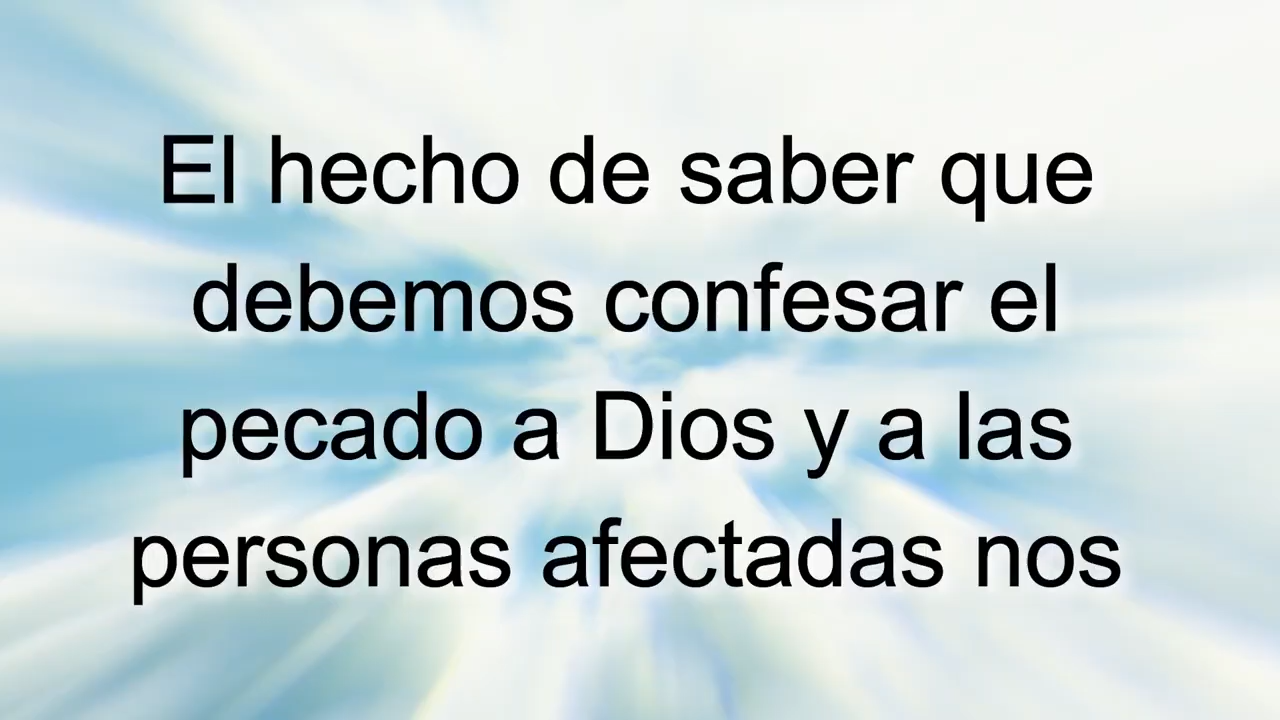 El hecho de saber que
debemos confesar el
pecado a Dios y a las
personas afectadas nos